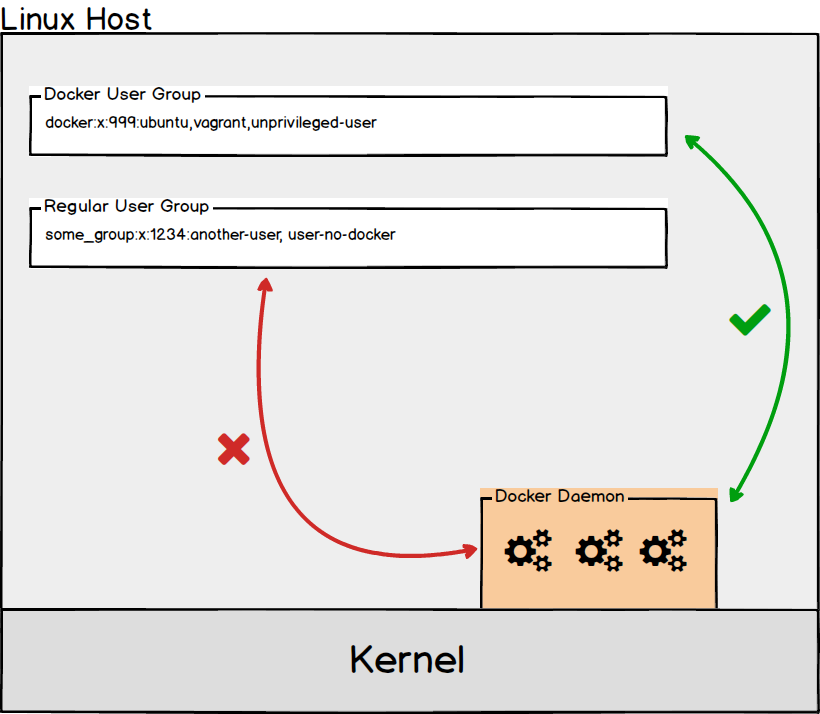 Linux Host
Docker User Group
docker:x:999:ubuntu,vagrant,unprivileged-user
Regular User Group
some_group:x:1234:another-user, user-no-docker
Docker Daemon
Kernel